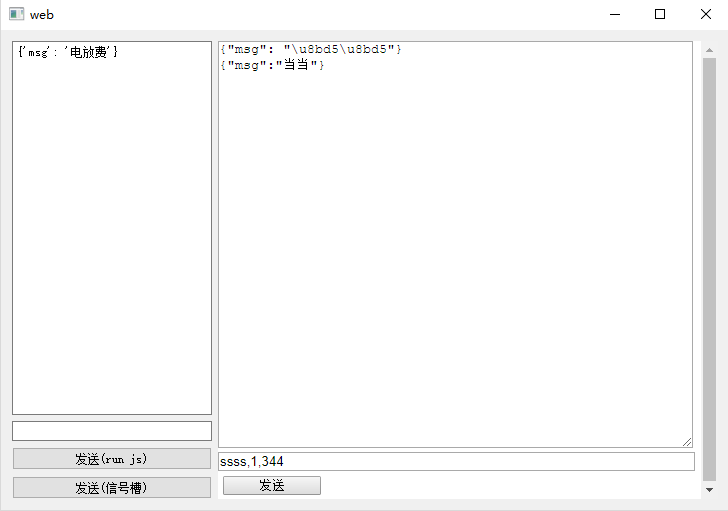 web
{'msg': '电放费'}
发送(run js)
发送(信号槽)
{"msg": "\u8bd5\u8bd5"}
{"msg":"当当"}
ssss,1,344
发送